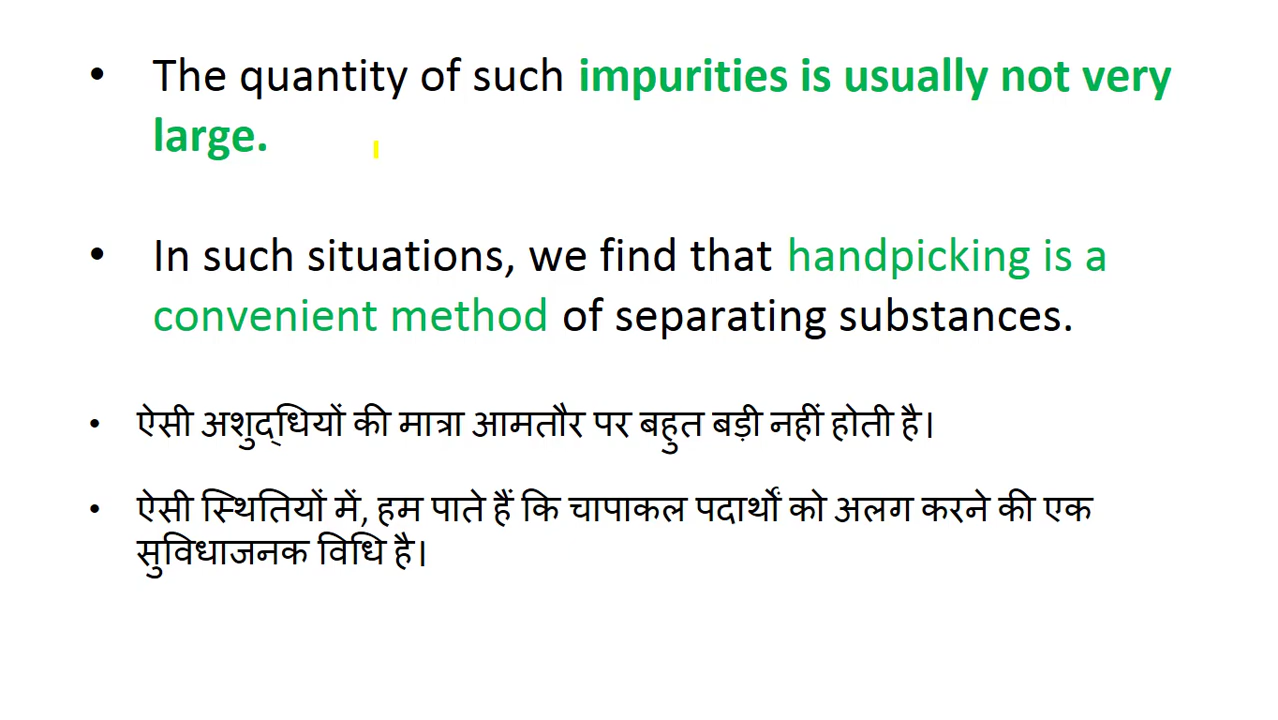 • The quantity of such impurities is usually not very
large.
• In such situations, we find that handpicking is a
convenient method of separating substances.
• ऐसी अशुद्धियों की मात्रा आमतौर पर बहुत बड़ी नहीं होती है।
• ऐसी स्थितियों में, हम पाते हैं कि चापाकल पदार्थों को अलग करने की एक
सुविधाजनक विधि है।